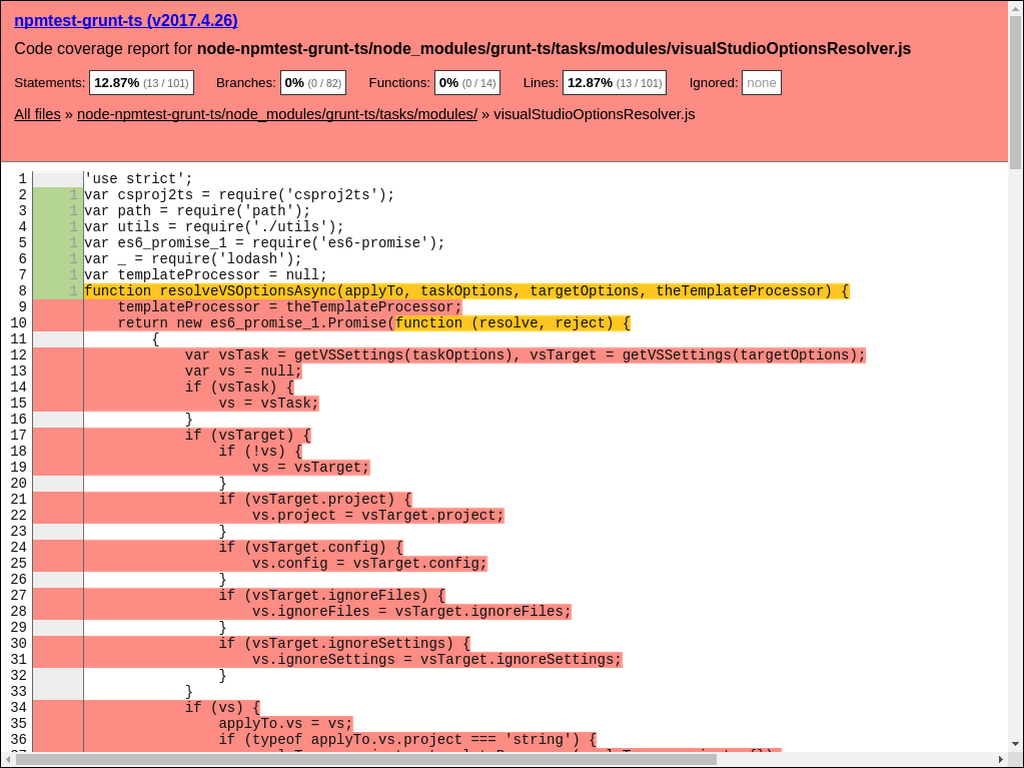 npmtest-grunt-ts (v2017.4.26)
Code coverage report for node-npmtest-grunt-ts/node_modules/grunt-ts/tasks/modules/visualStudioOptionsResolver.js
Statements: 12.87% (13 / 101) Branches: 0% (0 / 82) Functions: 0% (0 / 14) Lines: 12.87% (13 / 101) Ignored: none
All files » node-npmtest-grunt-ts/node_modules/grunt-ts/tasks/modules/ » visualStudioOptionsResolver.js
1 'use strict';
2 1 var csproj2ts = require('csproj2ts');
3 1 var path = require('path');
4 1 var utils = require('./utils');
5 1 var es6_promise_1 = require('es6-promise');
6 1 var _ = require('lodash');
7 1 var templateProcessor = null;
8 1 function resolveVSOptionsAsync(applyTo, taskOptions, targetOptions, theTemplateProcessor) {
9     templateProcessor = theTemplateProcessor;
10     return new es6_promise_1.Promise(function (resolve, reject) {
11         {
12             var vsTask = getVSSettings(taskOptions), vsTarget = getVSSettings(targetOptions);
13             var vs = null;
14             if (vsTask) {
15                 vs = vsTask;
16             }
17             if (vsTarget) {
18                 if (!vs) {
19                     vs = vsTarget;
20                 }
21                 if (vsTarget.project) {
22                     vs.project = vsTarget.project;
23                 }
24                 if (vsTarget.config) {
25                     vs.config = vsTarget.config;
26                 }
27                 if (vsTarget.ignoreFiles) {
28                     vs.ignoreFiles = vsTarget.ignoreFiles;
29                 }
30                 if (vsTarget.ignoreSettings) {
31                     vs.ignoreSettings = vsTarget.ignoreSettings;
32                 }
33             }
34             if (vs) {
35                 applyTo.vs = vs;
36                 if (typeof applyTo.vs.project === 'string') {